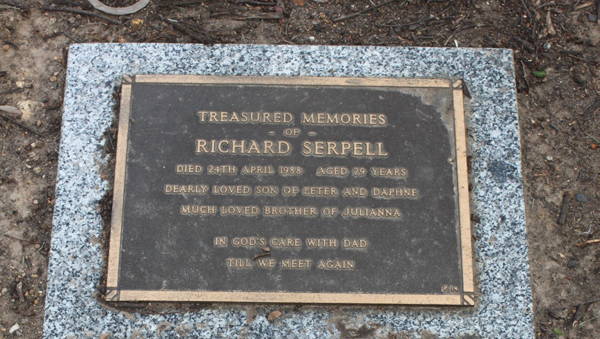 TREASURED MEMORIES
- OF -
RICHARD SERPELL
DIED 24TH APRIL 1988 AGED 29 YEARS
DEARLY LOVED SON OF PETER AND DAPHNE
MUCH LOVED BROTHER OF JULIANNA
IN GOD'S CARE WITH DAD
TILL WE MEET AGAIN